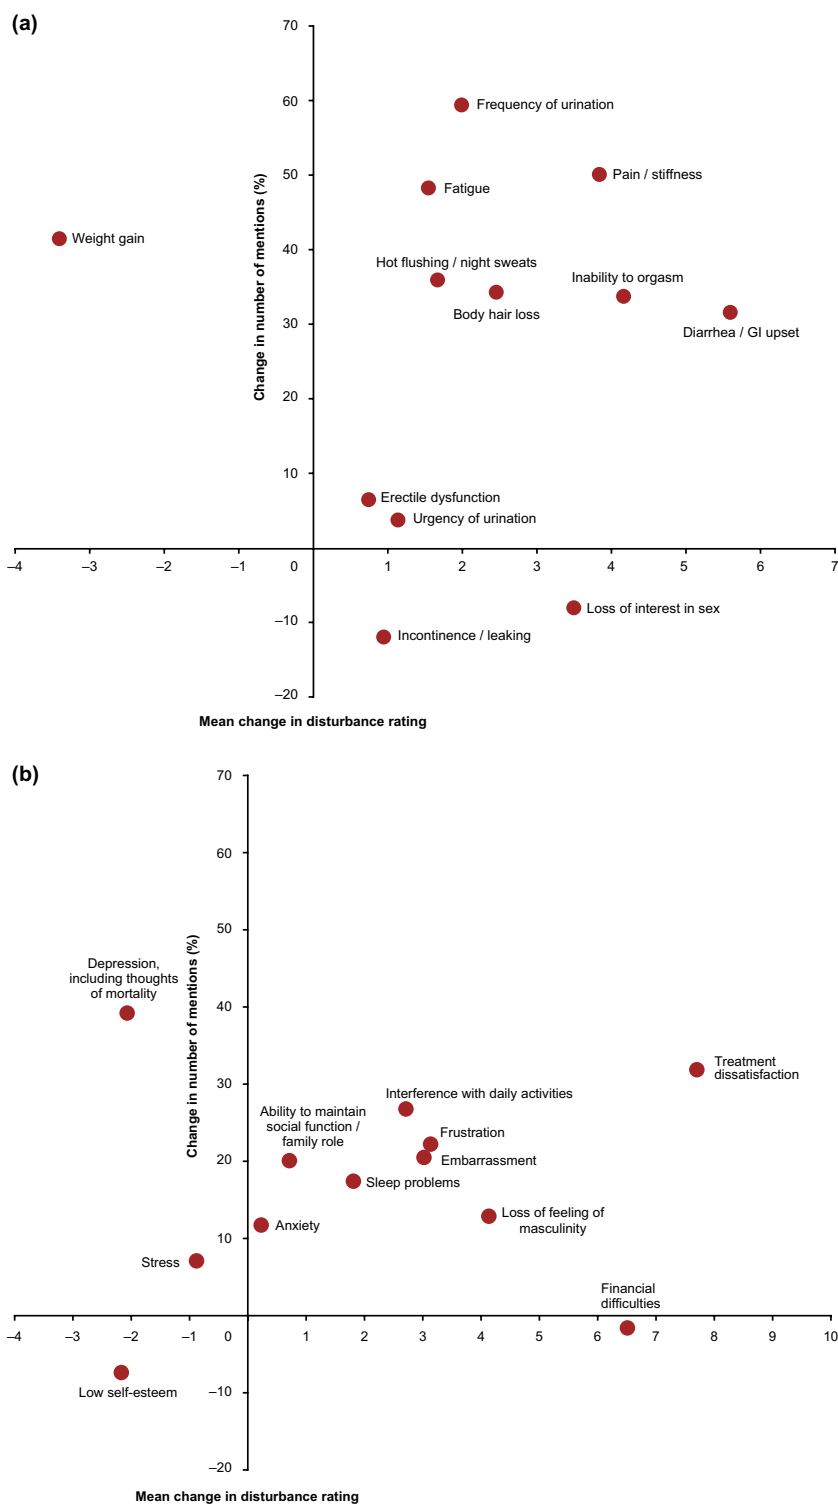 (a)
70
60
50
40
30
20
10
0
–10
–20
–4
–3
–2
–1
1
2
3
4
5
6
7
Change in number of mentions (%)
Frequency of urination
Pain / stiffness
Fatigue
Weight gain
Hot flushing / night sweats
Inability to orgasm
Body hair loss
Diarrhea / GI upset
Erectile dysfunction
Urgency of urination
Loss of interest in sex
Incontinence / leaking
Mean change in disturbance rating
(b)
70
60
50
40
30
20
10
0
–10
–20
–4
–3
–2
–1
1
2
3
4
5
6
7
8
9
10
Change in number of mentions (%)
Depression,
including thoughts
of mortality
Treatment
dissatisfaction
Interference with daily activities
Ability to maintain
social function /
family role
Frustration
Embarrassment
Sleep problems
Loss of feeling of
masculinity
Anxiety
Stress
Financial
difficulties
Low self-esteem
Mean change in disturbance rating